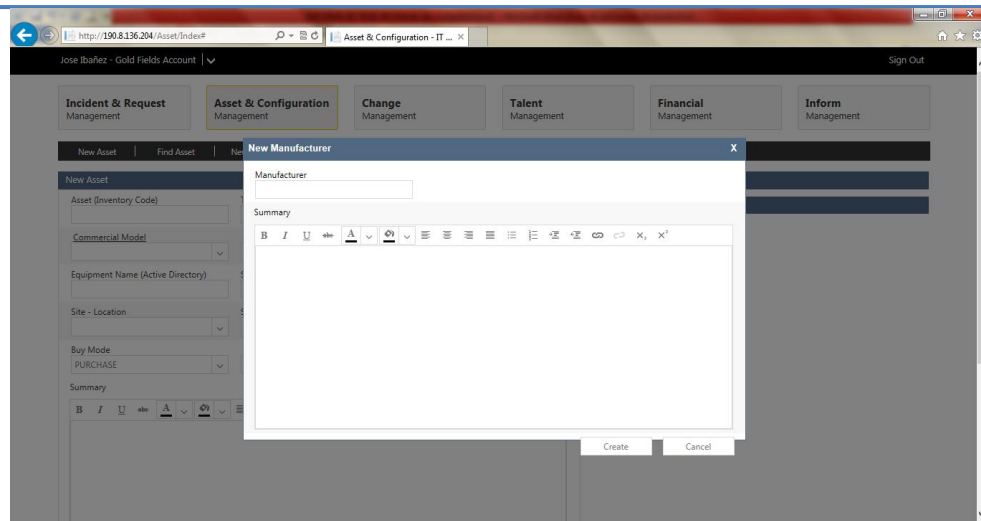 http://190.8.136.204/Asset/Index#
Asset & Configuration - IT ...
Jose Ibañez - Gold Fields Account
Sign Out
Incident & Request
Management
Asset & Configuration
Management
Change
Management
Talent
Management
Financial
Management
Inform
Management
New Asset
Find Asset
New Manufacturer
X
New Asset
Asset (Inventory Code)
Commercial Model
Equipment Name (Active Directory)
Site - Location
Buy Mode
PURCHASE
Summary
B I U abc A
Manufacturer
Summary
B I U abc A
Create
Cancel